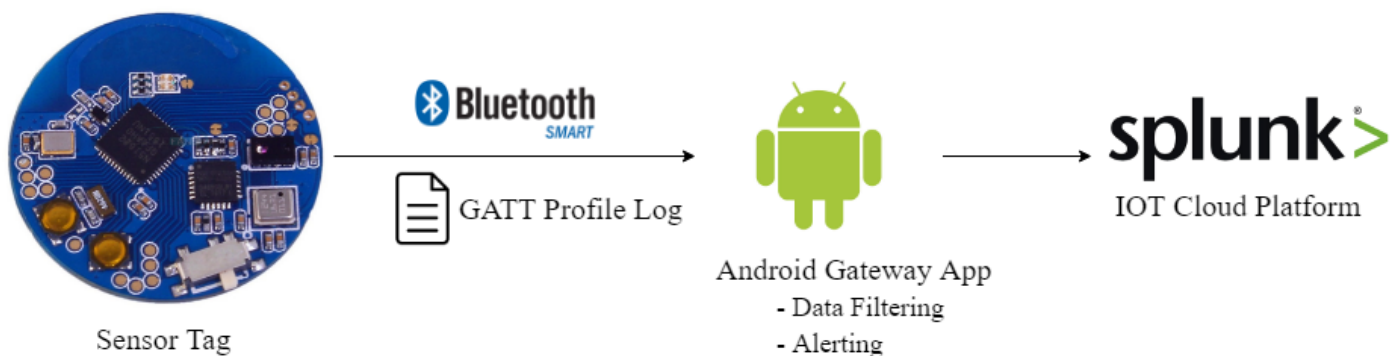 Bluetooth
SMART
GATT Profile Log
Sensor Tag
Android Gateway App
- Data Filtering
- Alerting
splunk>
IOT Cloud Platform